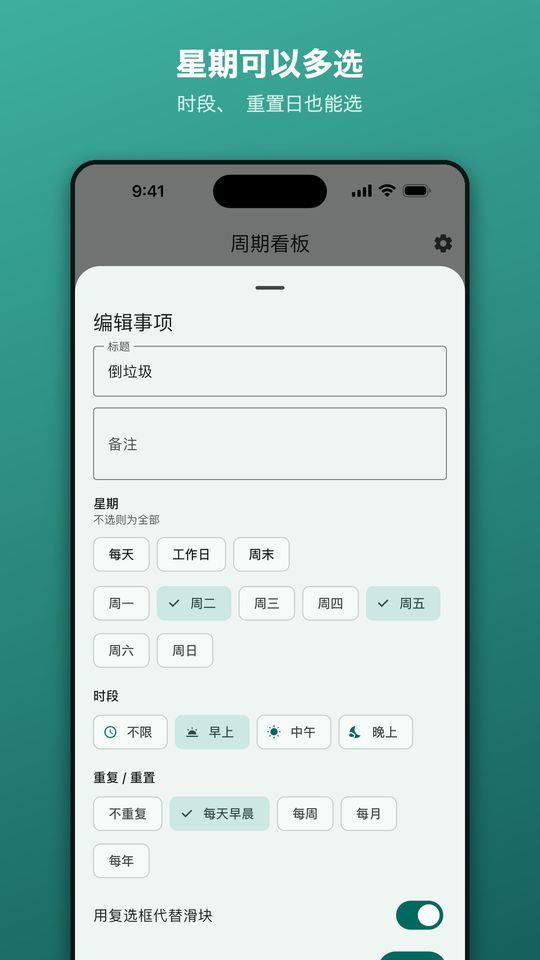 星期可以多选
时段、 重置日也能选
9:41
周期看板
编辑事项
标题
倒垃圾
备注
星期
不选则为全部
每天 工作日 周末
周一 周二 周三 周四 周五
周六 周日
时段
不限 早上 中午 晚上
重复 / 重置
不重复 每天早晨 每周 每月
每年
用复选框代替滑块